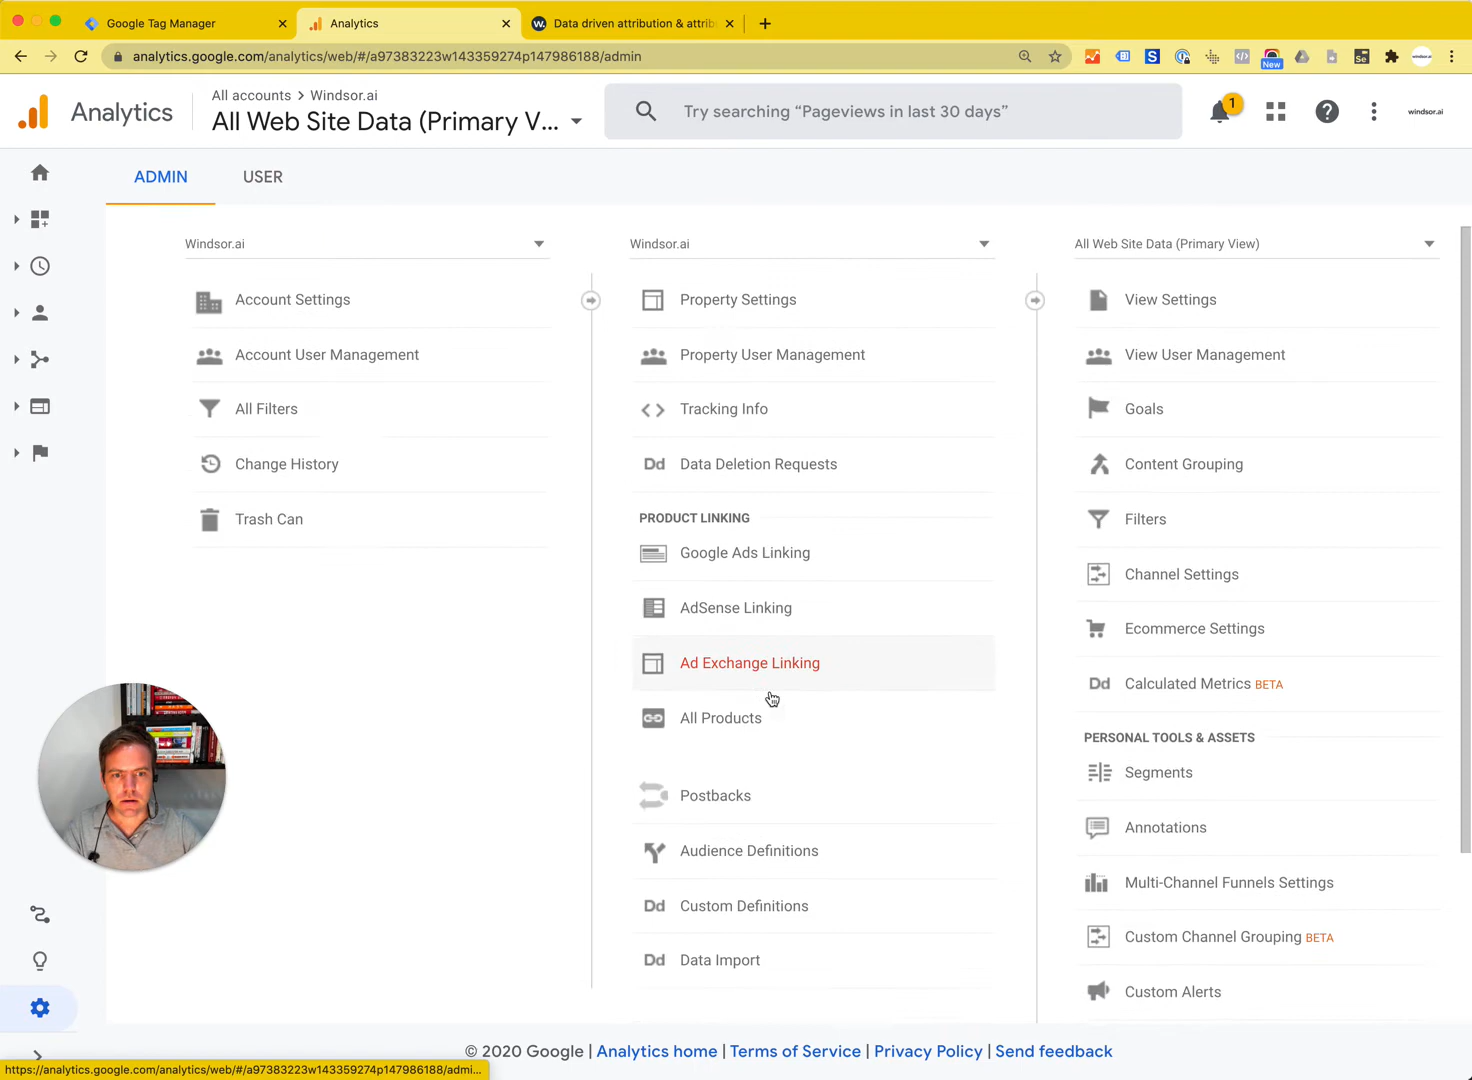 Google Tag Manager
Analytics
Data driven attribution & attrib
analytics.google.com/analytics/web/#/a97383223w143359274p147986188/admin
New
Analytics
All accounts > Windsor.ai
All Web Site Data (Primary V...
Try searching “Pageviews in last 30 days”
1
windsor.ai
ADMIN
USER
Windsor.ai
Account Settings
Account User Management
All Filters
Change History
Trash Can
Windsor.ai
Property Settings
Property User Management
Tracking Info
Dd Data Deletion Requests
PRODUCT LINKING
Google Ads Linking
AdSense Linking
Ad Exchange Linking
All Products
Postbacks
Audience Definitions
Dd Custom Definitions
Dd Data Import
All Web Site Data (Primary View)
View Settings
View User Management
Goals
Content Grouping
Filters
Channel Settings
Ecommerce Settings
Dd Calculated Metrics BETA
PERSONAL TOOLS & ASSETS
Segments
Annotations
Multi-Channel Funnels Settings
Custom Channel Grouping BETA
Custom Alerts
© 2020 Google | Analytics home | Terms of Service | Privacy Policy | Send feedback
https://analytics.google.com/analytics/web/#/a97383223w143359274p147986188/admi...